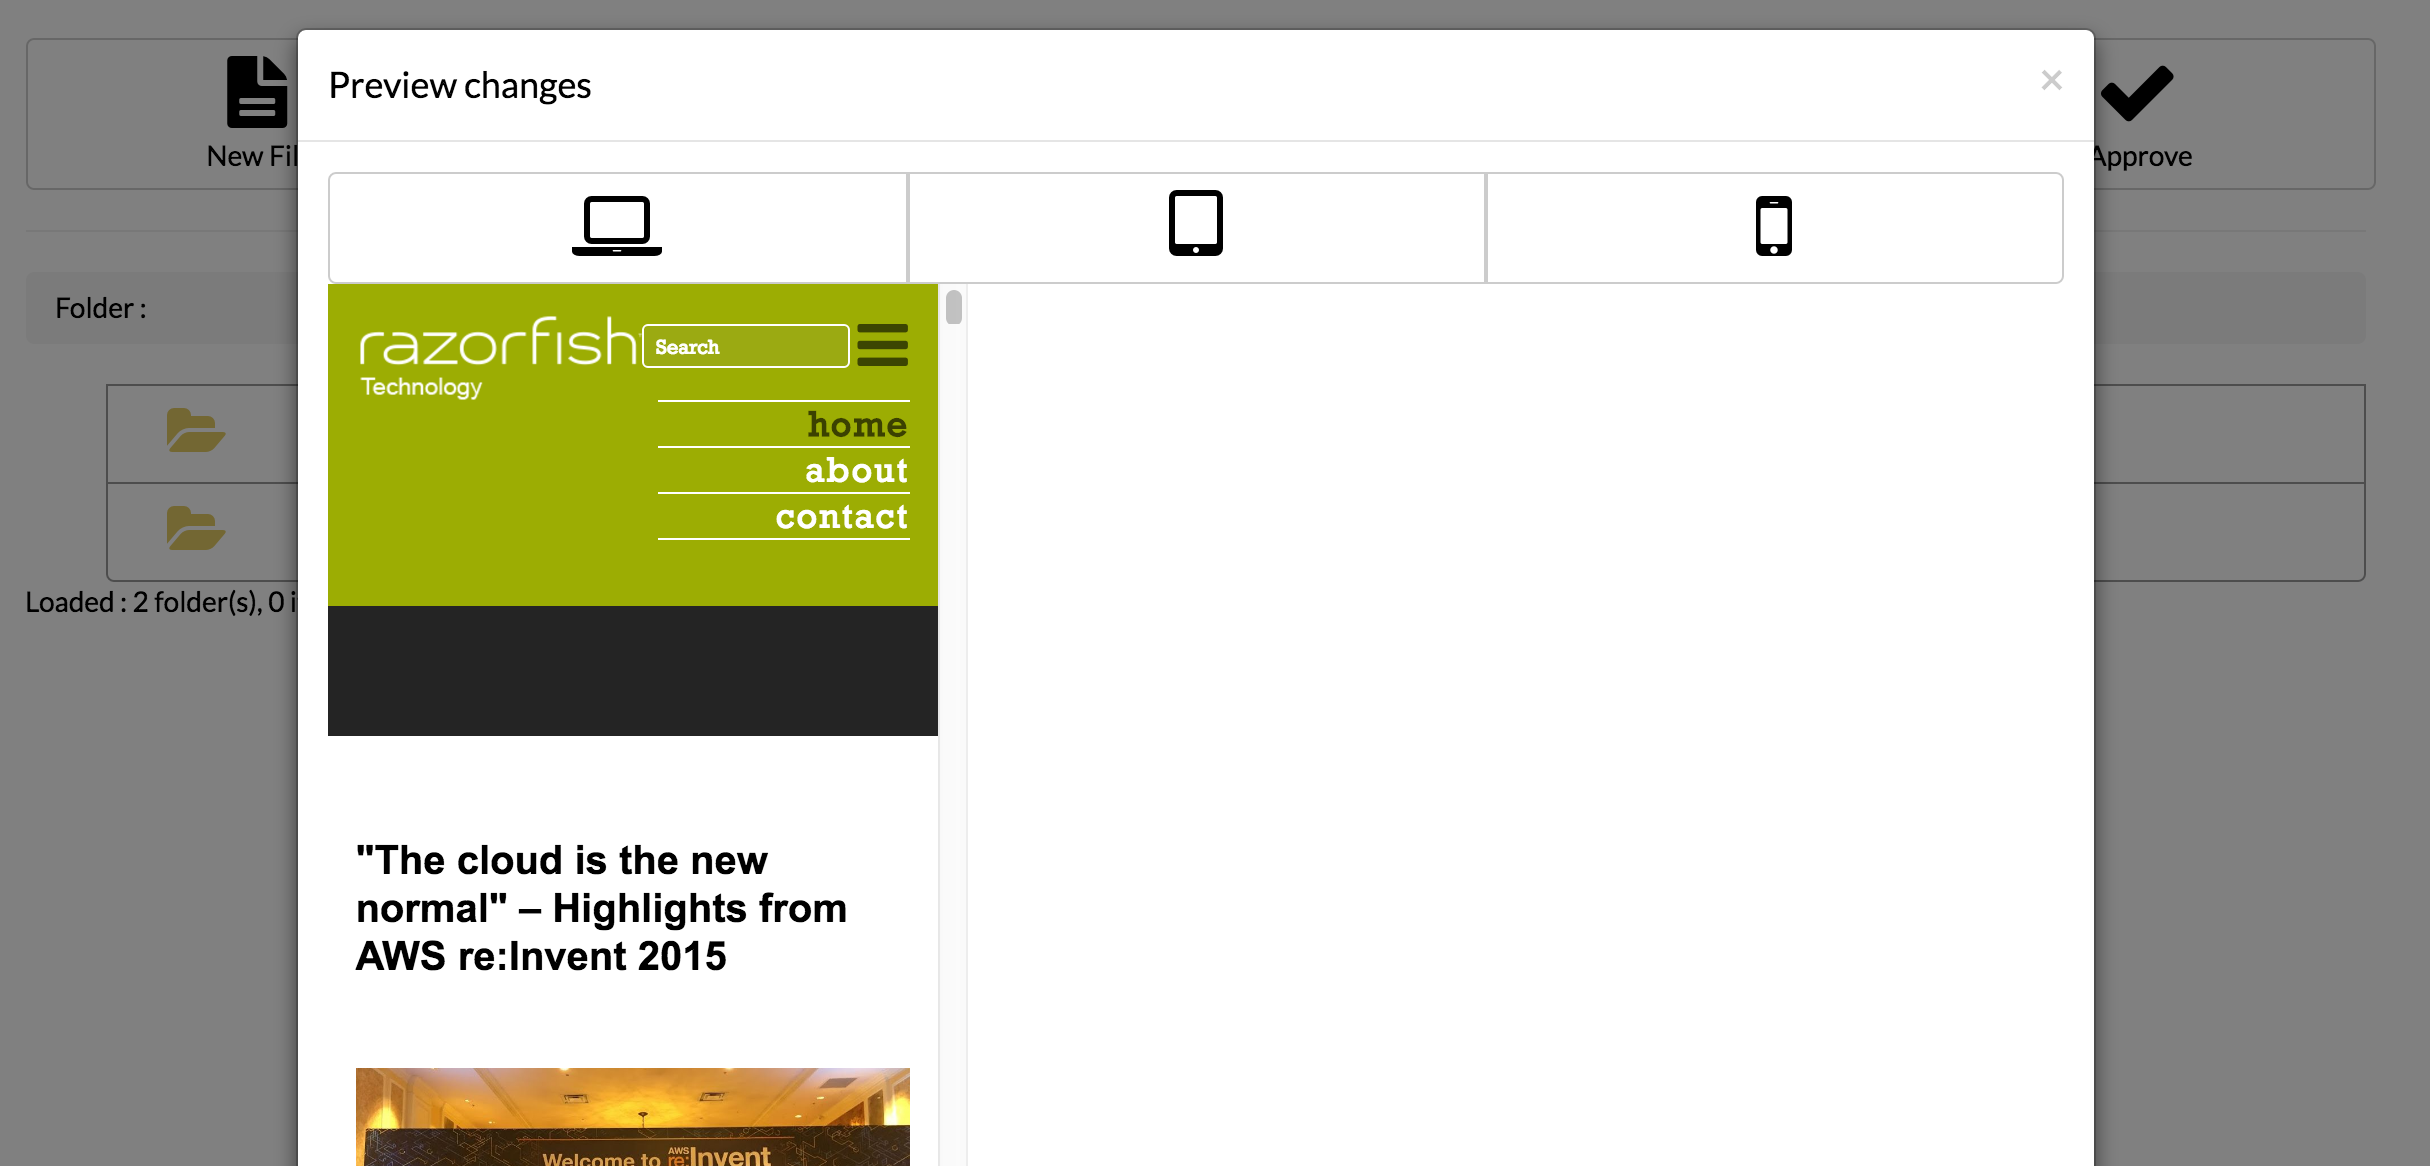 Preview changes
×
New Fil
Approve
Folder :
razorfish
Technology
Search
home
about
contact
Loaded : 2 folder(s), 0 i
"The cloud is the new
normal" – Highlights from
AWS re:Invent 2015
Welcome to AWS re:Invent